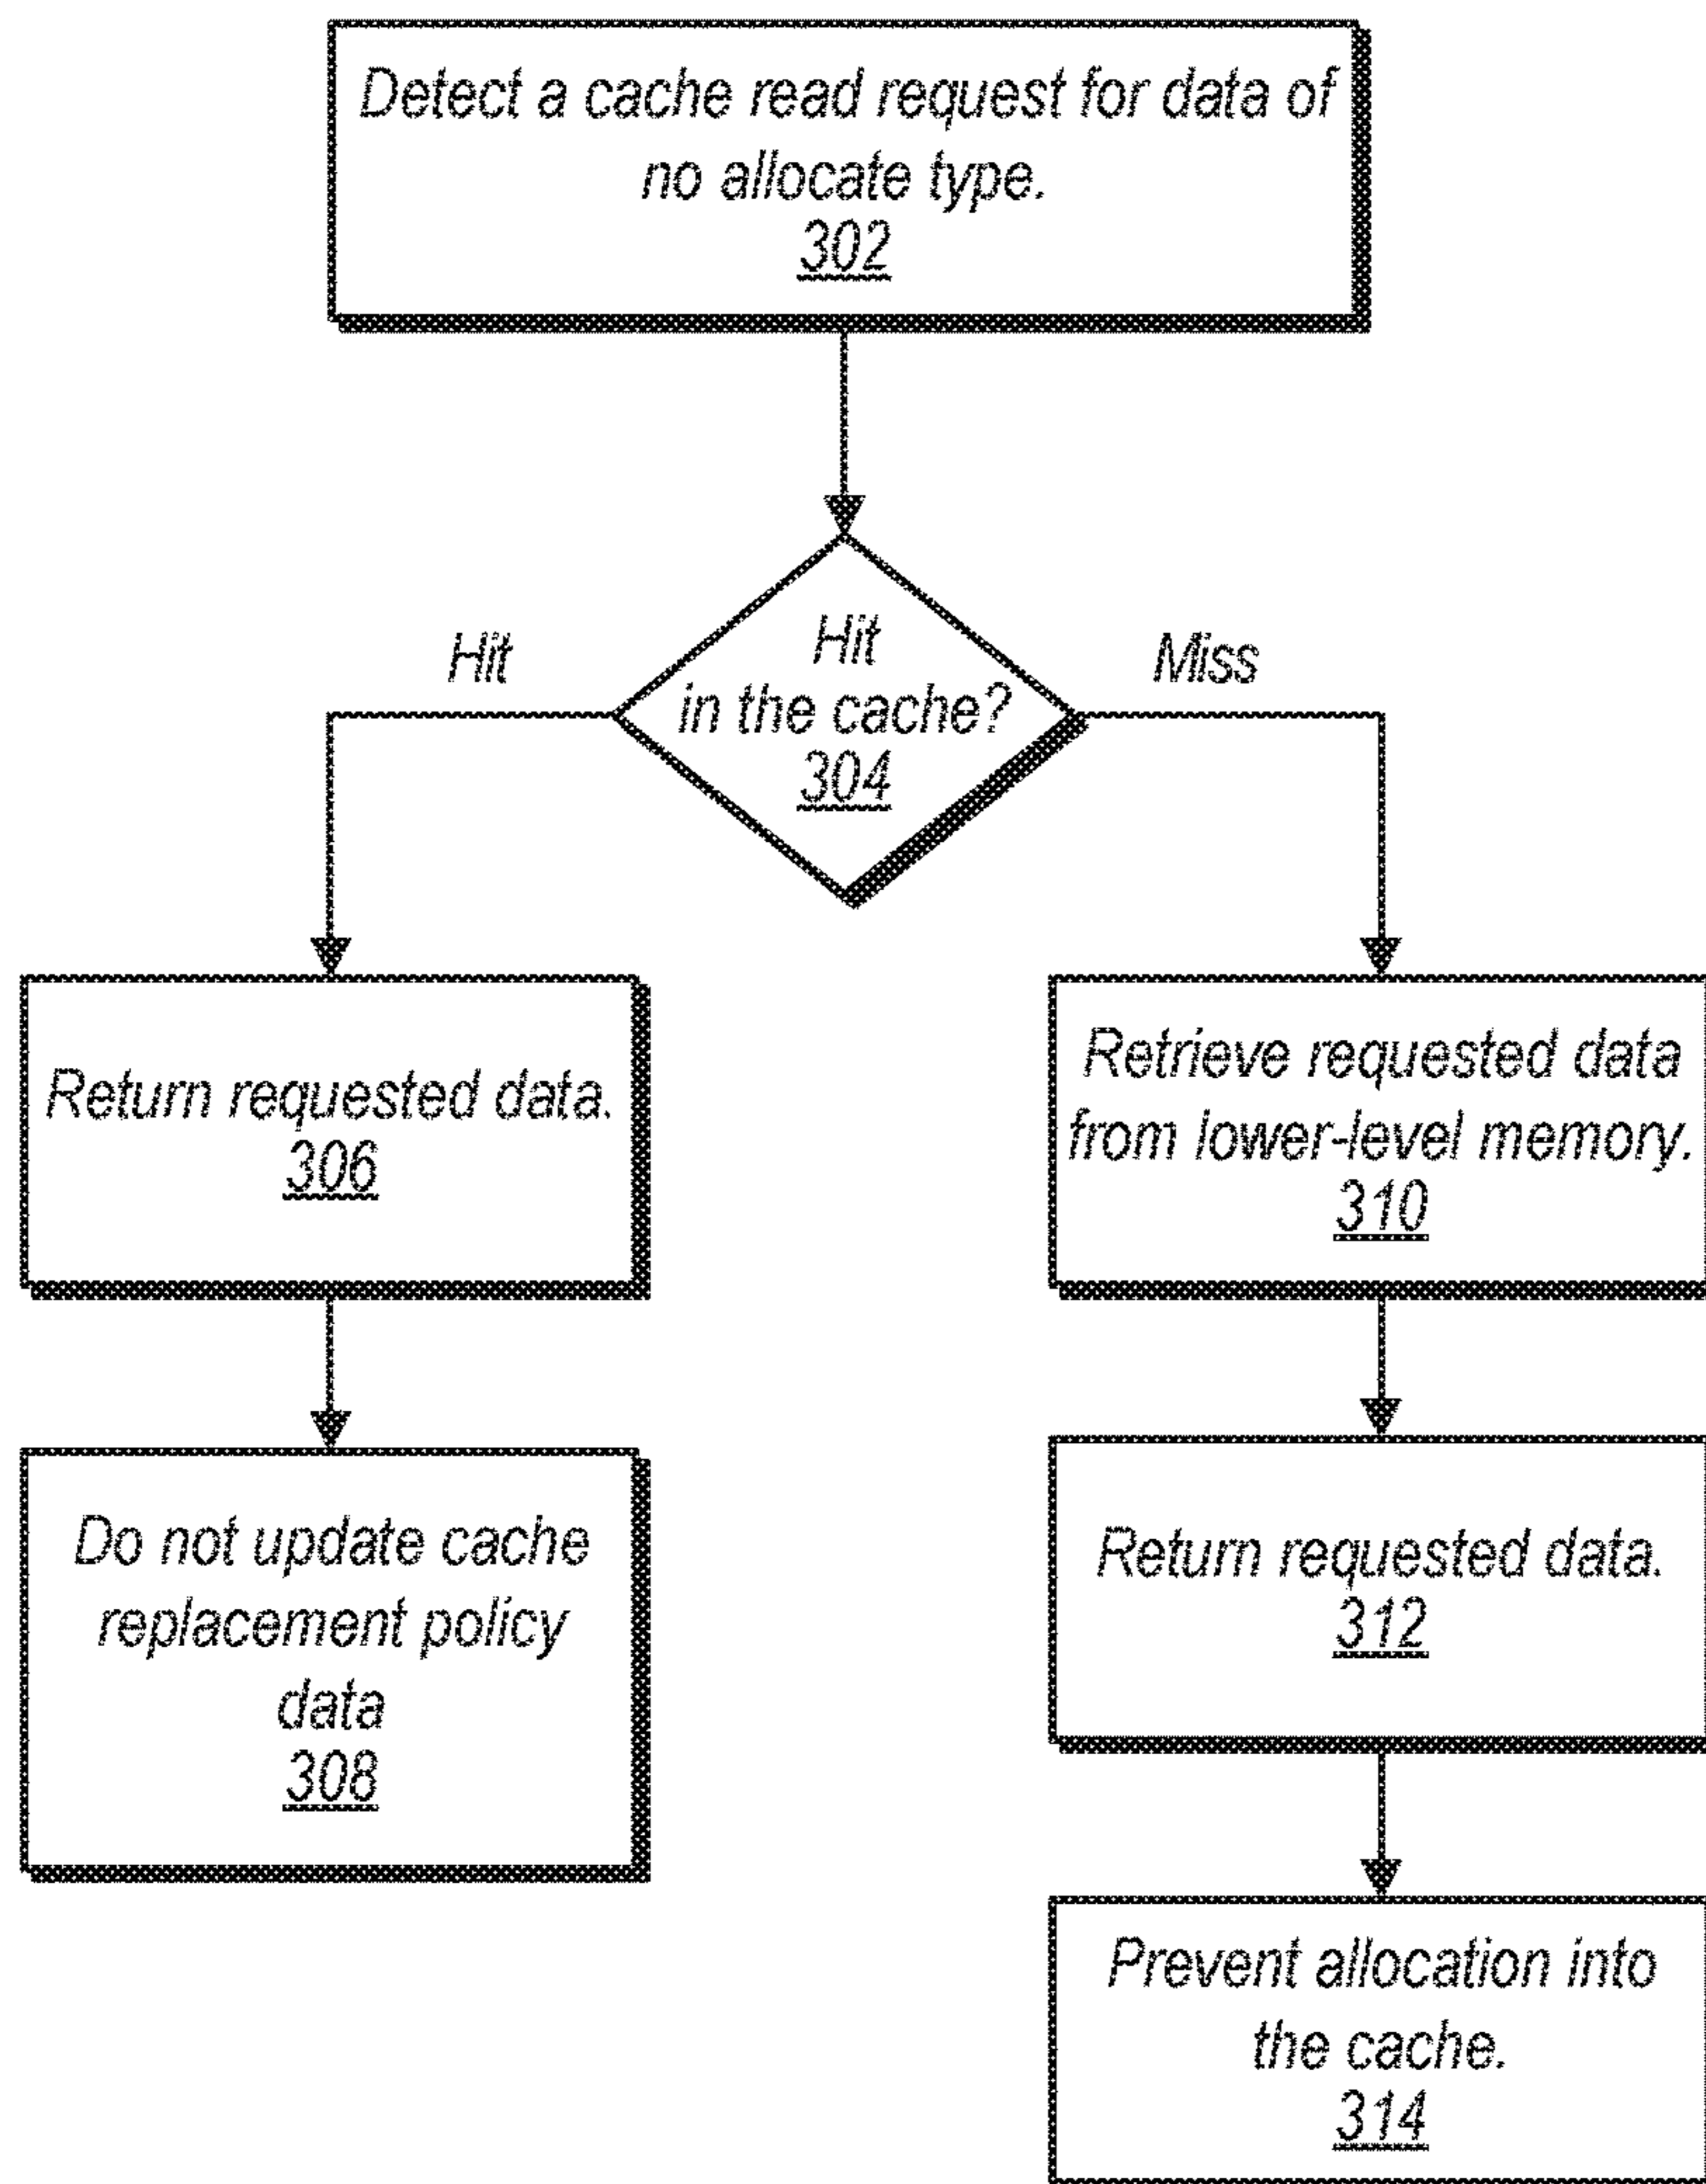 Detect a cache read request for data of
no allocate type.
302
Hit
Hit
in the cache?
304
Miss
Return requested data.
306
Do not update cache
replacement policy
data
308
Retrieve requested data
from lower-level memory.
310
Return requested data.
312
Prevent allocation into
the cache.
314